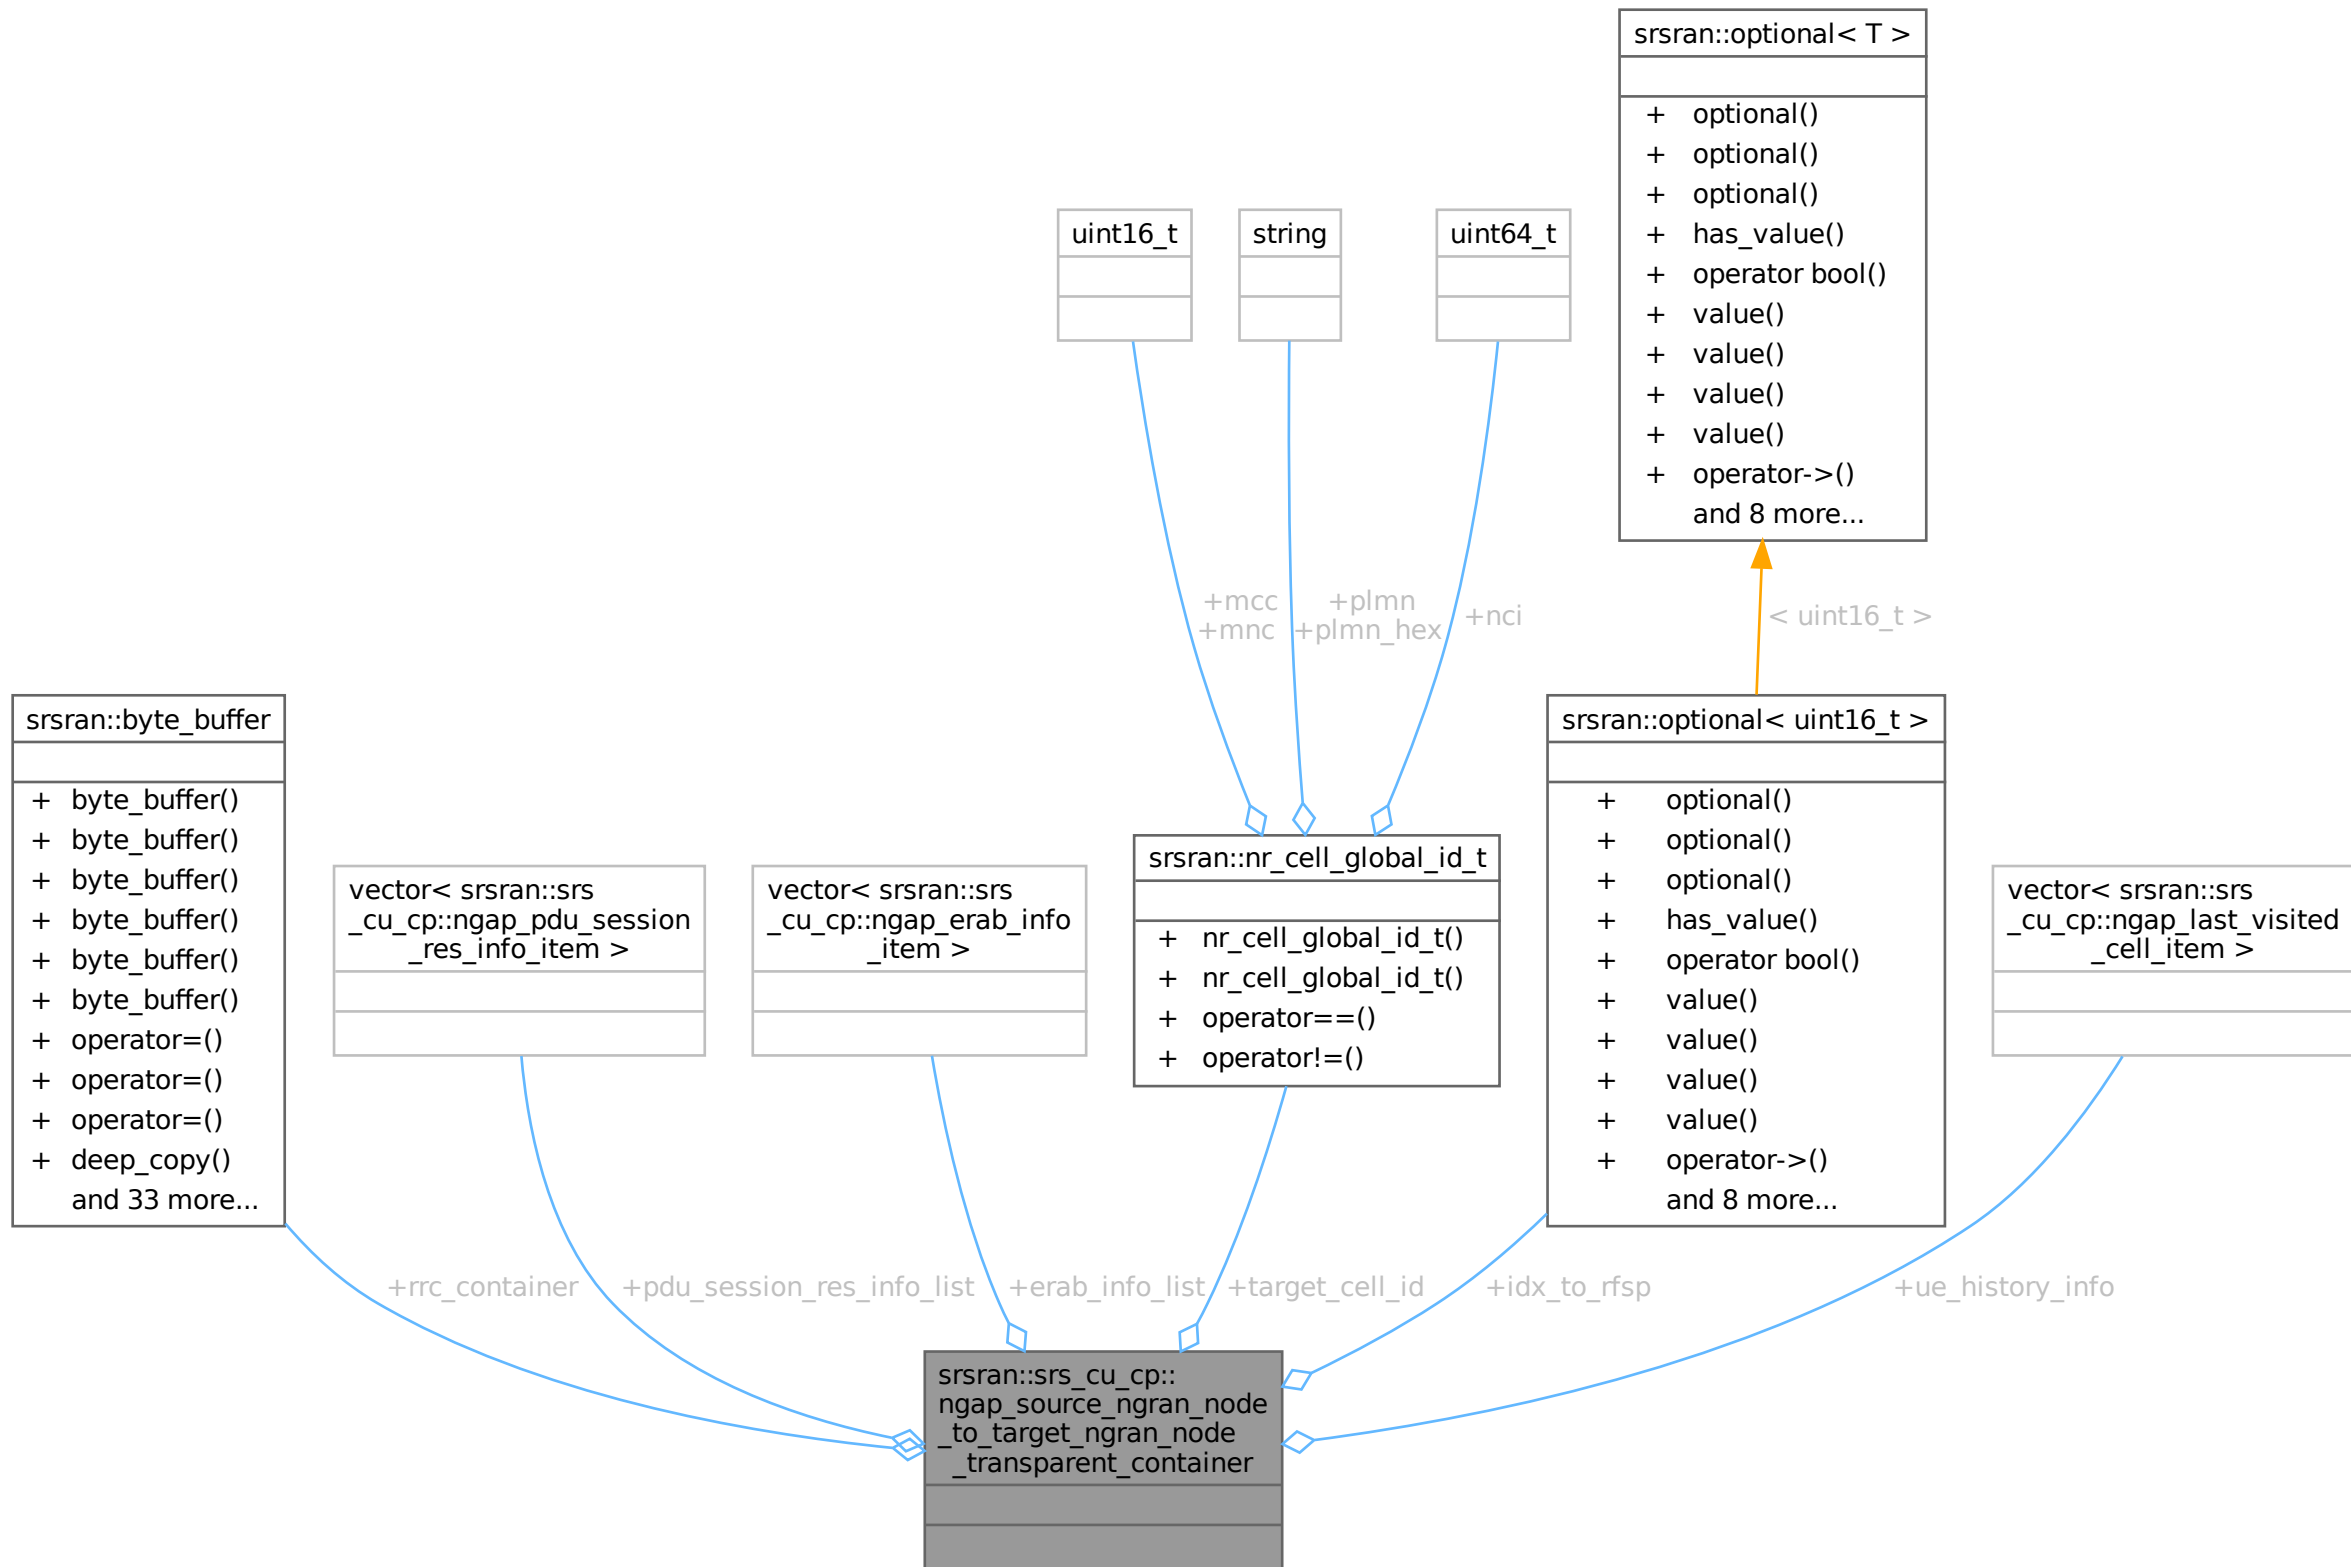 srsran::optional< T >
+ optional()
+ optional()
+ optional()
+ has_value()
+ operator bool()
+ value()
+ value()
+ value()
+ value()
+ operator->()
and 8 more...
uint16_t
string
uint64_t
+mcc
+mnc
+plmn
+plmn_hex
+nci
< uint16_t >
srsran::byte_buffer
+ byte_buffer()
+ byte_buffer()
+ byte_buffer()
+ byte_buffer()
+ byte_buffer()
+ byte_buffer()
+ operator=()
+ operator=()
+ operator=()
+ deep_copy()
and 33 more...
vector< srsran::srs
_cu_cp::ngap_pdu_session
_res_info_item >
vector< srsran::srs
_cu_cp::ngap_erab_info
_item >
srsran::nr_cell_global_id_t
+ nr_cell_global_id_t()
+ nr_cell_global_id_t()
+ operator==()
+ operator!=()
srsran::optional< uint16_t >
+ optional()
+ optional()
+ optional()
+ has_value()
+ operator bool()
+ value()
+ value()
+ value()
+ value()
+ operator->()
and 8 more...
vector< srsran::srs
_cu_cp::ngap_last_visited
_cell_item >
+rrc_container
+pdu_session_res_info_list
+erab_info_list
+target_cell_id
+idx_to_rfsp
+ue_history_info
srsran::srs_cu_cp::
ngap_source_ngran_node
_to_target_ngran_node
_transparent_container